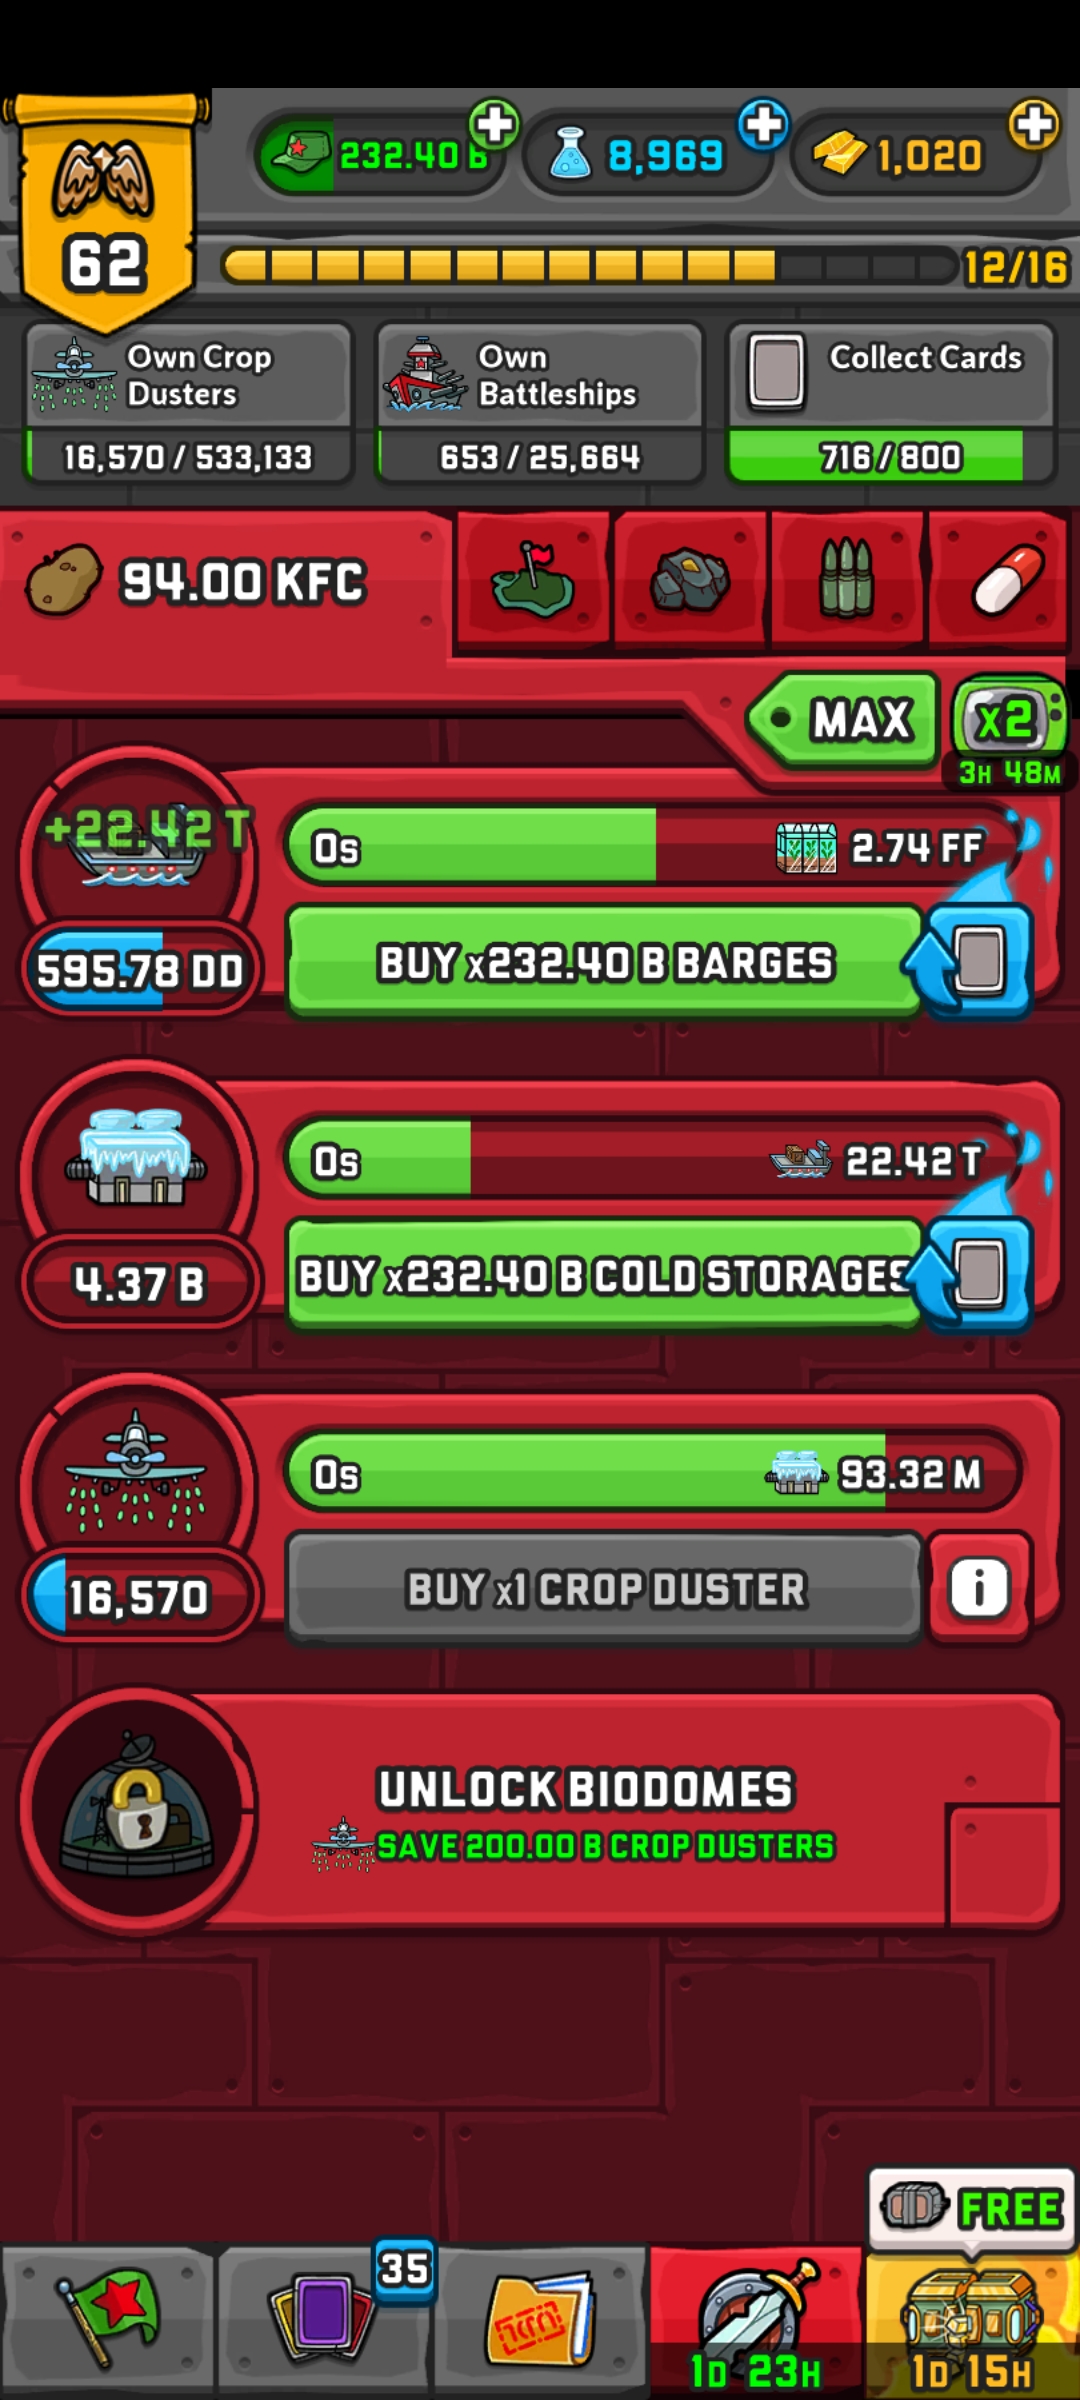 232.40 B
8,969
1,020
62
12/16
Own Crop
Dusters
16,570 / 533,133
Own
Battleships
653 / 25,664
Collect Cards
716 / 800
94.00 KFC
MAX
x2
3H 48M
+22.42 T
0s
2.74 FF
595.78 DD
BUY x232.40 B BARGES
0s
22.42 T
4.37 B
BUY x232.40 B COLD STORAGES
0s
93.32 M
16,570
BUY x1 CROP DUSTER
i
UNLOCK BIODOMES
SAVE 200.00 B CROP DUSTERS
FREE
35
1D 23H
1D 15H